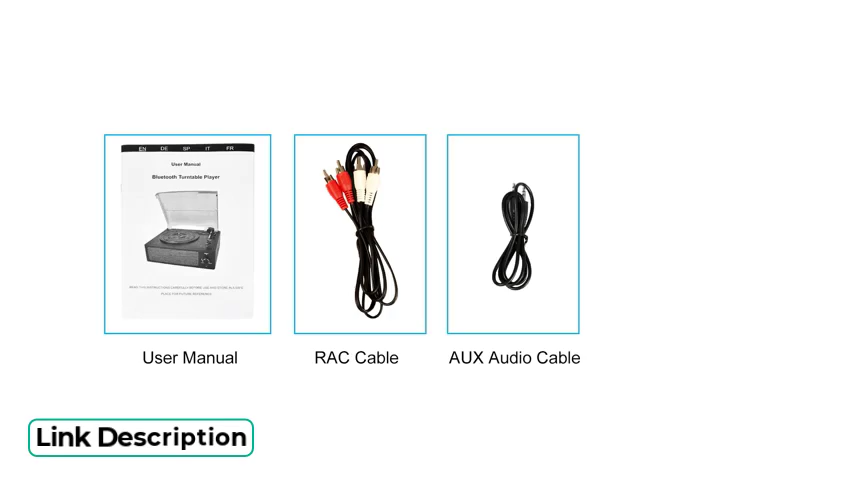 EN DE SP IT FR
User Manual
Bluetooth Turntable Player
User Manual
RAC Cable
AUX Audio Cable
Link Description